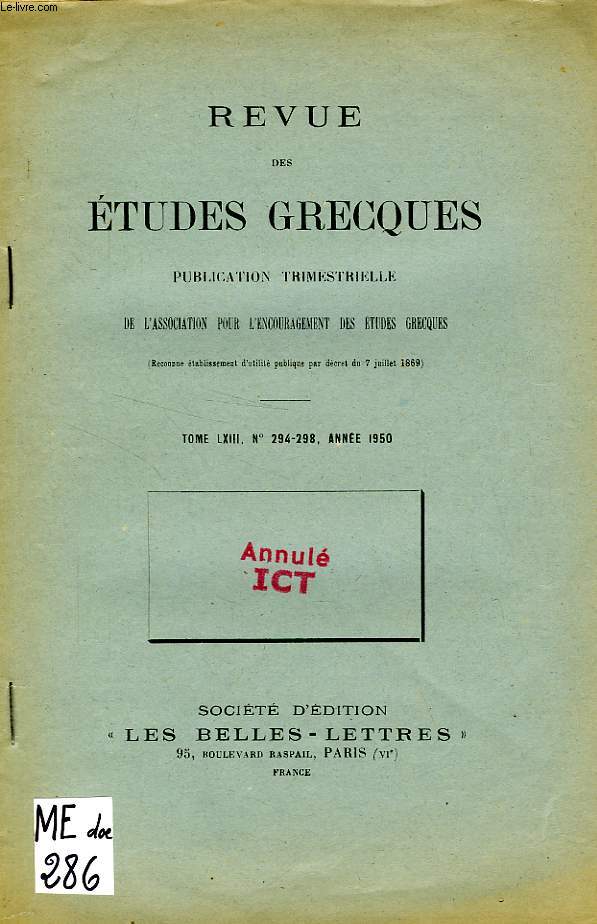 Le-livre.com
REVUE
DES
ÉTUDES GRECQUES
PUBLICATION TRIMESTRIELLE
DE L'ASSOCIATION POUR L'ENCOURAGEMENT DES ÉTUDES GRECQUES
(Reconnue établissement d'utilité publique par décret du 7 juillet 1869)
TOME LXIII, N° 294-298, ANNÉE 1950
Annulé
ICT
SOCIÉTÉ D'ÉDITION
« LES BELLES-LETTRES »
95, BOULEVARD RASPAIL, PARIS (VIe)
FRANCE
ME doc
286